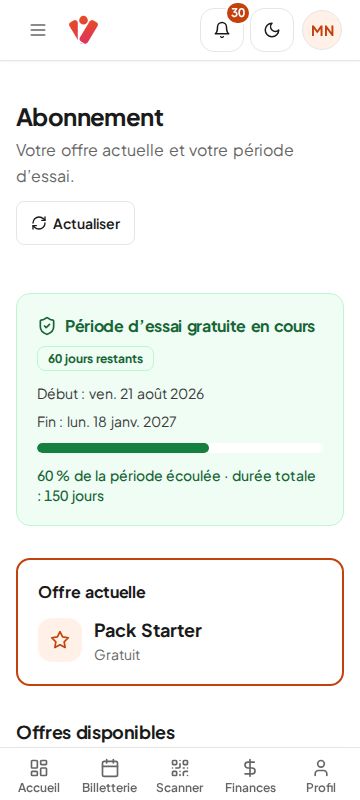 30
MN
Abonnement
Votre offre actuelle et votre période
d’essai.
Actualiser
Période d’essai gratuite en cours
60 jours restants
Début : ven. 21 août 2026
Fin : lun. 18 janv. 2027
60 % de la période écoulée · durée totale
: 150 jours
Offre actuelle
Pack Starter
Gratuit
Offres disponibles
Accueil
Billetterie
Scanner
Finances
Profil